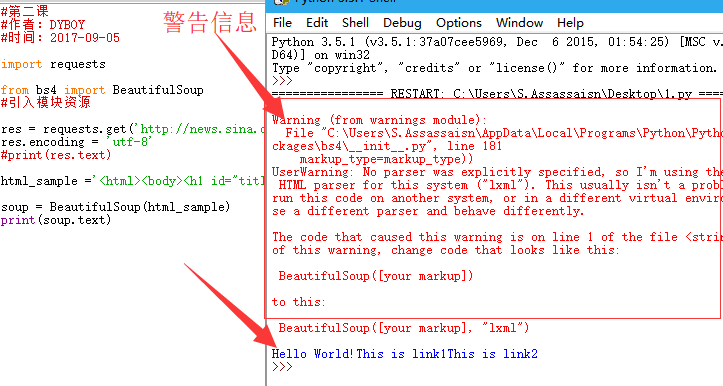 #第二课
#作者：DYBOY
#时间：2017-09-05
import requests
from bs4 import BeautifulSoup
#引入模块资源
res = requests.get('http://news.sina.
res.encoding = 'utf-8'
#print(res.text)
html_sample ='<html><body><h1 id="titl
soup = BeautifulSoup(html_sample)
print(soup.text)
警告信息
File Edit Shell Debug Options Window Help
Python 3.5.1 (v3.5.1:37a07cee5969, Dec  6 2015, 01:54:25) [MSC v.
D64)] on win32
Type "copyright", "credits" or "license()" for more information.
>>>
================ RESTART: C:\Users\S.Assassaisn\Desktop\1.py ====
Warning (from warnings module):
File "C:\Users\S.Assassaisn\AppData\Local\Programs\Python\Pyth
ckages\bs4\__init__.py", line 181
markup_type=markup_type))
UserWarning: No parser was explicitly specified, so I'm using the
HTML parser for this system ("lxml"). This usually isn't a prob
run this code on another system, or in a different virtual envir
se a different parser and behave differently.
The code that caused this warning is on line 1 of the file <stri
of this warning, change code that looks like this:
BeautifulSoup([your markup])
to this:
BeautifulSoup([your markup], "lxml")
Hello World!This is link1This is link2
>>>